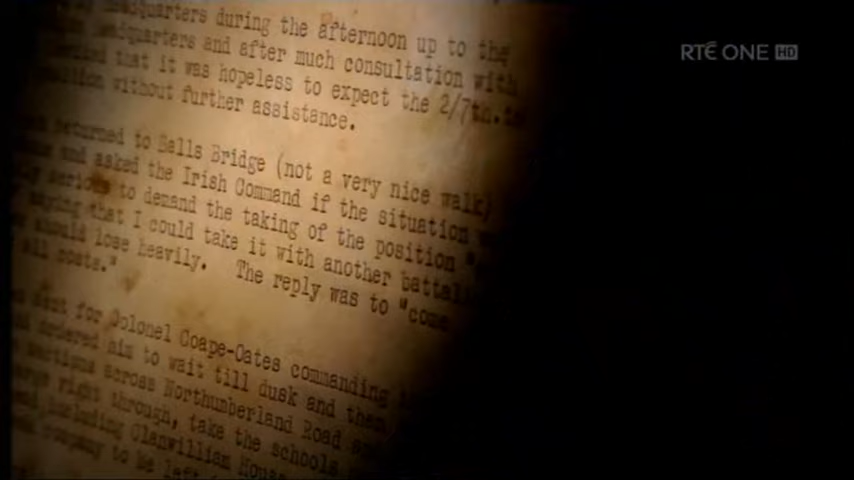 RTÉ ONE HD
Headquarters during the afternoon up to the
Headquarters and after much consultation with
that it was hopeless to expect the 2/7th. to
without further assistance.
returned to Balls Bridge (not a very nice walk)
and asked the Irish Command if the situation
serious to demand the taking of the position
saying that I could take it with another
should lose heavily. The reply was to "come
all costs."
sent for Colonel Coape-Oates commanding
ordered him to wait till dusk and then
sections across Northumberland Road
right through, take the schools
including Clanwilliam House
company to be left